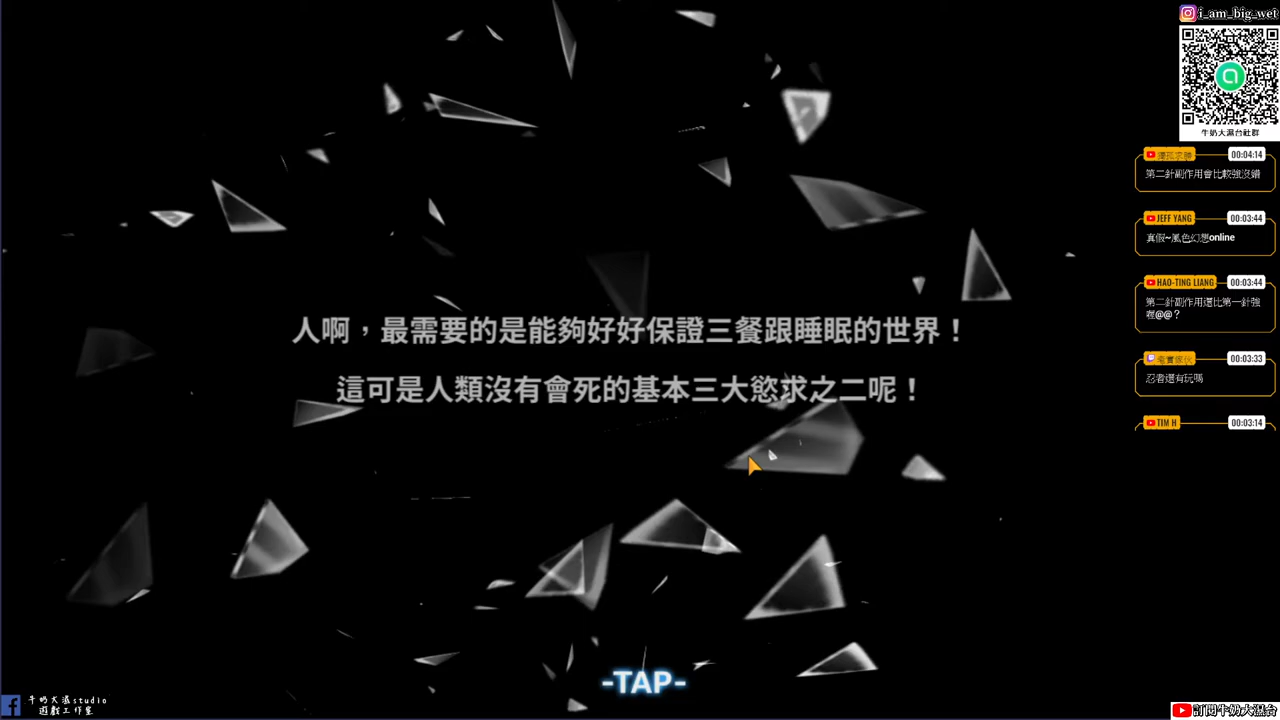 i_am_big_wet
牛奶大濕台社群
00:04:14
第二針副作用會比較強沒錯
JEFF YANG 00:03:44
真假~風色幻想online
HAO-TING LIANG 00:03:44
第二針副作用還比第一針強
喔@@?
00:03:33
忍者還有玩嗎
TIM H 00:03:14
人啊，最需要的是能夠好好保證三餐跟睡眠的世界！
這可是人類沒有會死的基本三大慾求之二呢！
-TAP-
牛奶大濕studio
遊戲工作室
訂閱牛奶大濕台